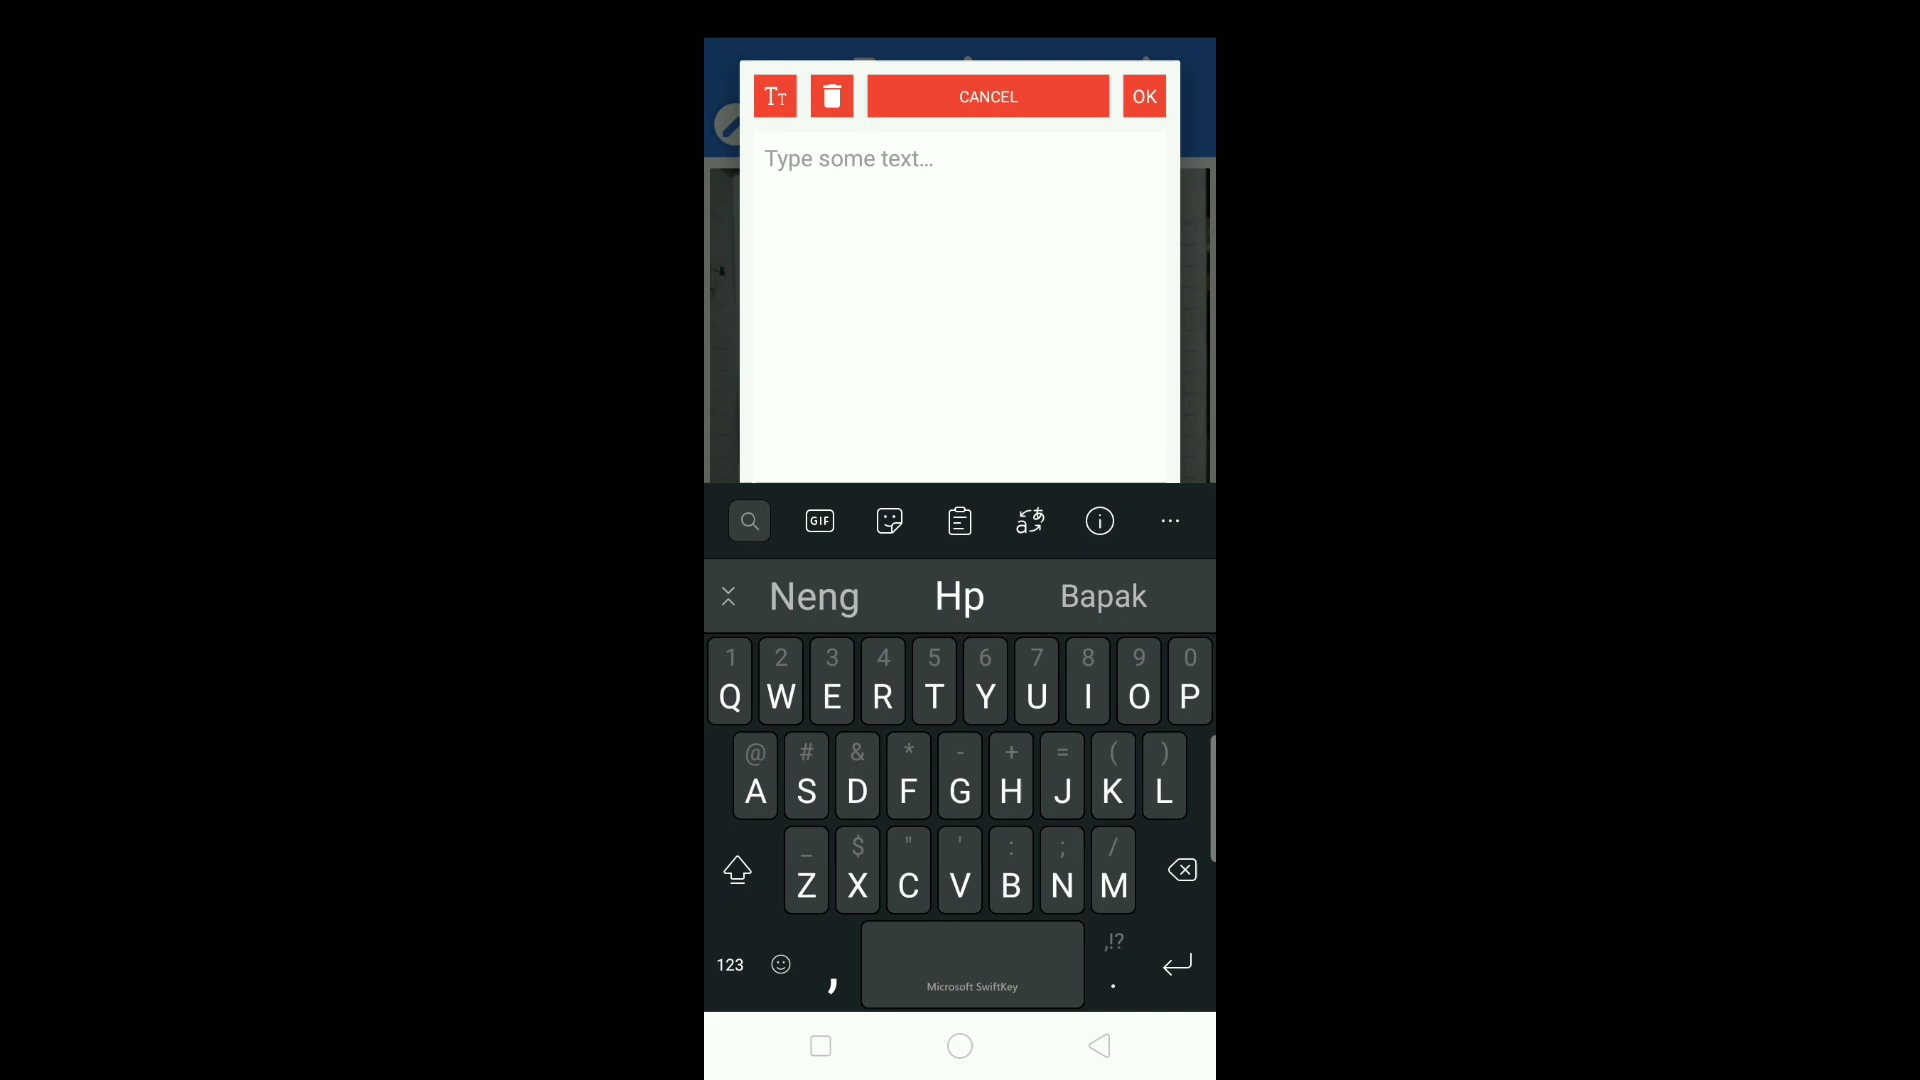 TT CANCEL OK
Type some text...
GIF
Neng Hp Bapak
1 2 3 4 5 6 7 8 9 0
Q W E R T Y U I O P
@ # & * - + = ( )
A S D F G H J K L
_ $ " ' : ; /
Z X C V B N M
,!?
123 , .
Microsoft SwiftKey